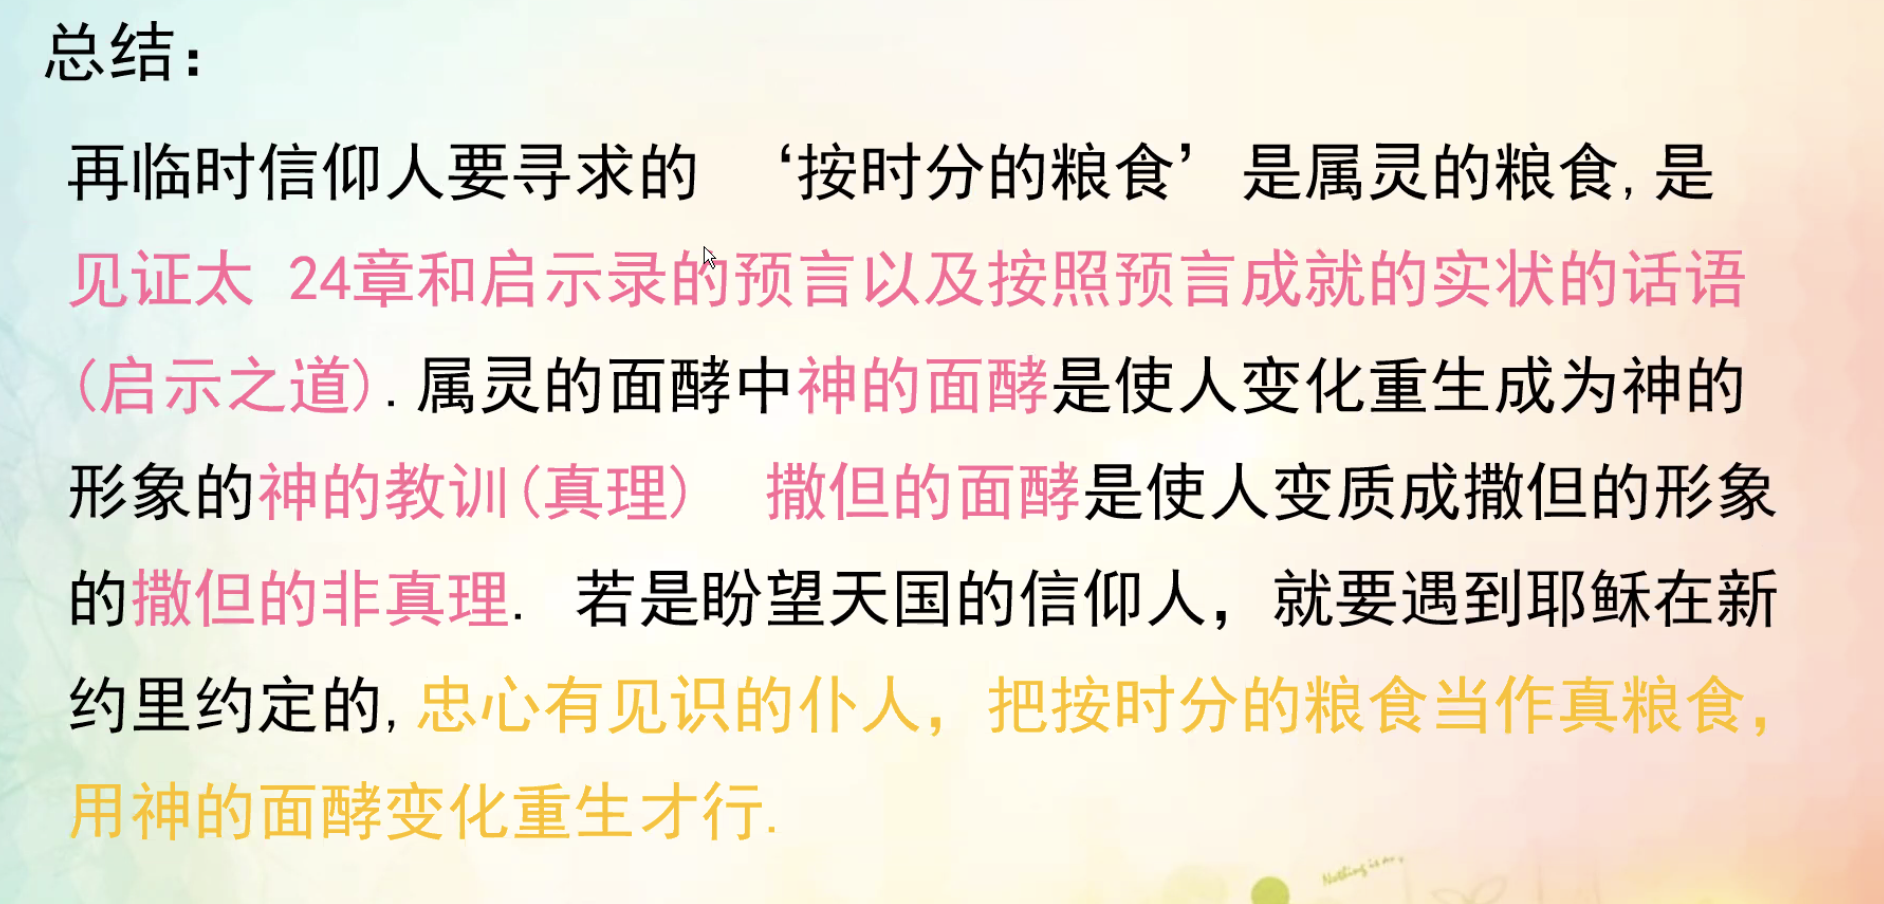 总结：
再临时信仰人要寻求的 ‘按时分的粮食’ 是属灵的粮食,是
见证太 24章和启示录的预言以及按照预言成就的实状的话语
(启示之道).属灵的面酵中神的面酵是使人变化重生成为神的
形象的神的教训(真理) 撒但的面酵是使人变质成撒但的形象
的撒但的非真理. 若是盼望天国的信仰人，就要遇到耶稣在新
约里约定的,忠心有见识的仆人，把按时分的粮食当作真粮食，
用神的面酵变化重生才行.
Nothing is